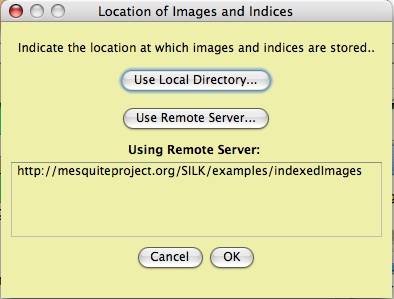 Location of Images and Indices
Indicate the location at which images and indices are stored..
Use Local Directory...
Use Remote Server...
Using Remote Server:
http://mesquiteproject.org/SILK/examples/indexedImages
Cancel
OK